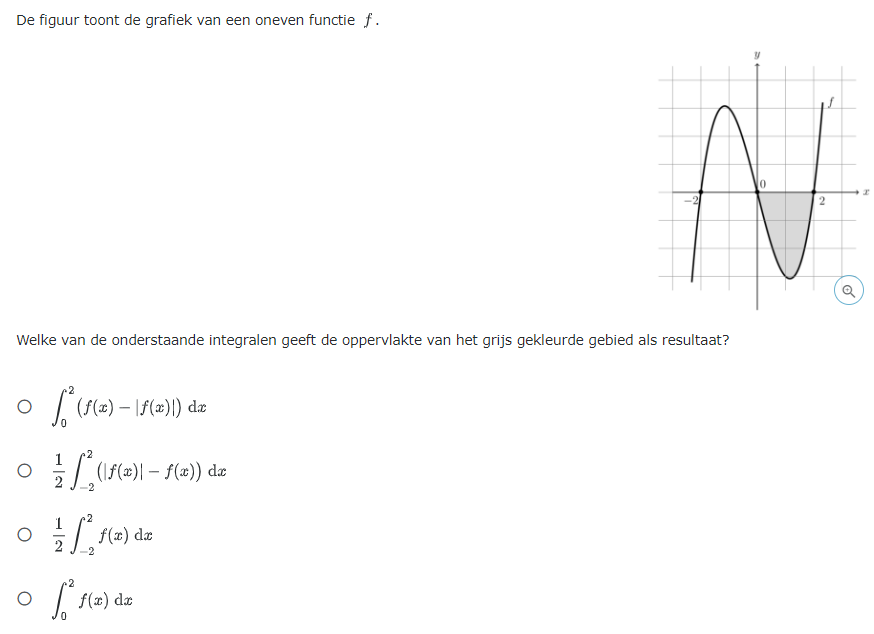 De figuur toont de grafiek van een oneven functie f.
y
f
0
x
−2
2
Welke van de onderstaande integralen geeft de oppervlakte van het grijs gekleurde gebied als resultaat?
∫₀² (f(x) − |f(x)|) dx
1/2 ∫₋₂² (|f(x)| − f(x)) dx
1/2 ∫₋₂² f(x) dx
∫₀² f(x) dx